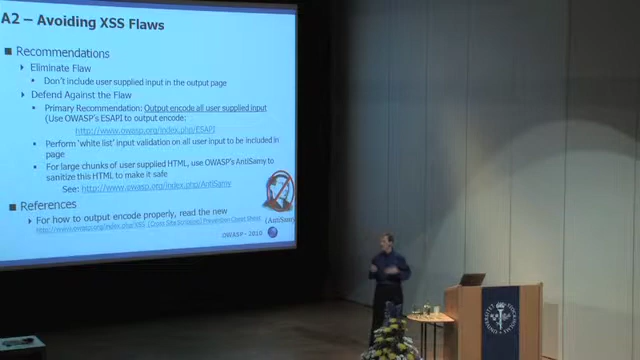 A2 – Avoiding XSS Flaws
Recommendations
Eliminate Flaw
Don't include user supplied input in the output page
Defend Against the Flaw
Primary Recommendation: Output encode all user supplied input
(Use OWASP's ESAPI to output encode:
http://www.owasp.org/index.php/ESAPI
Perform 'white list' input validation on all user input to be included in
page
For large chunks of user supplied HTML, use OWASP's AntiSamy to
sanitize this HTML to make it safe
See: http://www.owasp.org/index.php/AntiSamy
(AntiSamy)
References
For how to output encode properly, read the new
http://www.owasp.org/index.php/XSS_(Cross Site Scripting) Prevention Cheat Sheet
OWASP - 2010